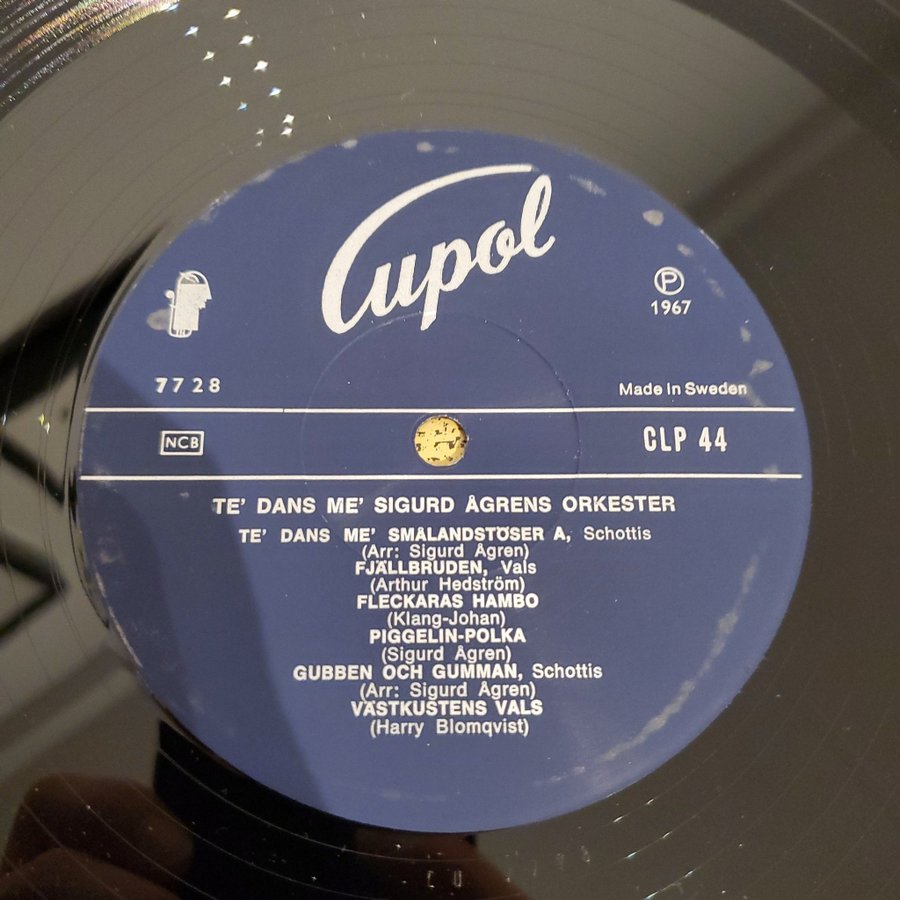 Cupol
℗
1967
7728
Made in Sweden
NCB
CLP 44
TE' DANS ME' SIGURD ÅGRENS ORKESTER
TE' DANS ME' SMÅLANDSTÖSER A, Schottis
(Arr: Sigurd Ågren)
FJÄLLBRUDEN, Vals
(Arthur Hedström)
FLECKARAS HAMBO
(Klang-Johan)
PIGGELIN-POLKA
(Sigurd Ågren)
GUBBEN OCH GUMMAN, Schottis
(Arr: Sigurd Ågren)
VÄSTKUSTENS VALS
(Harry Blomqvist)